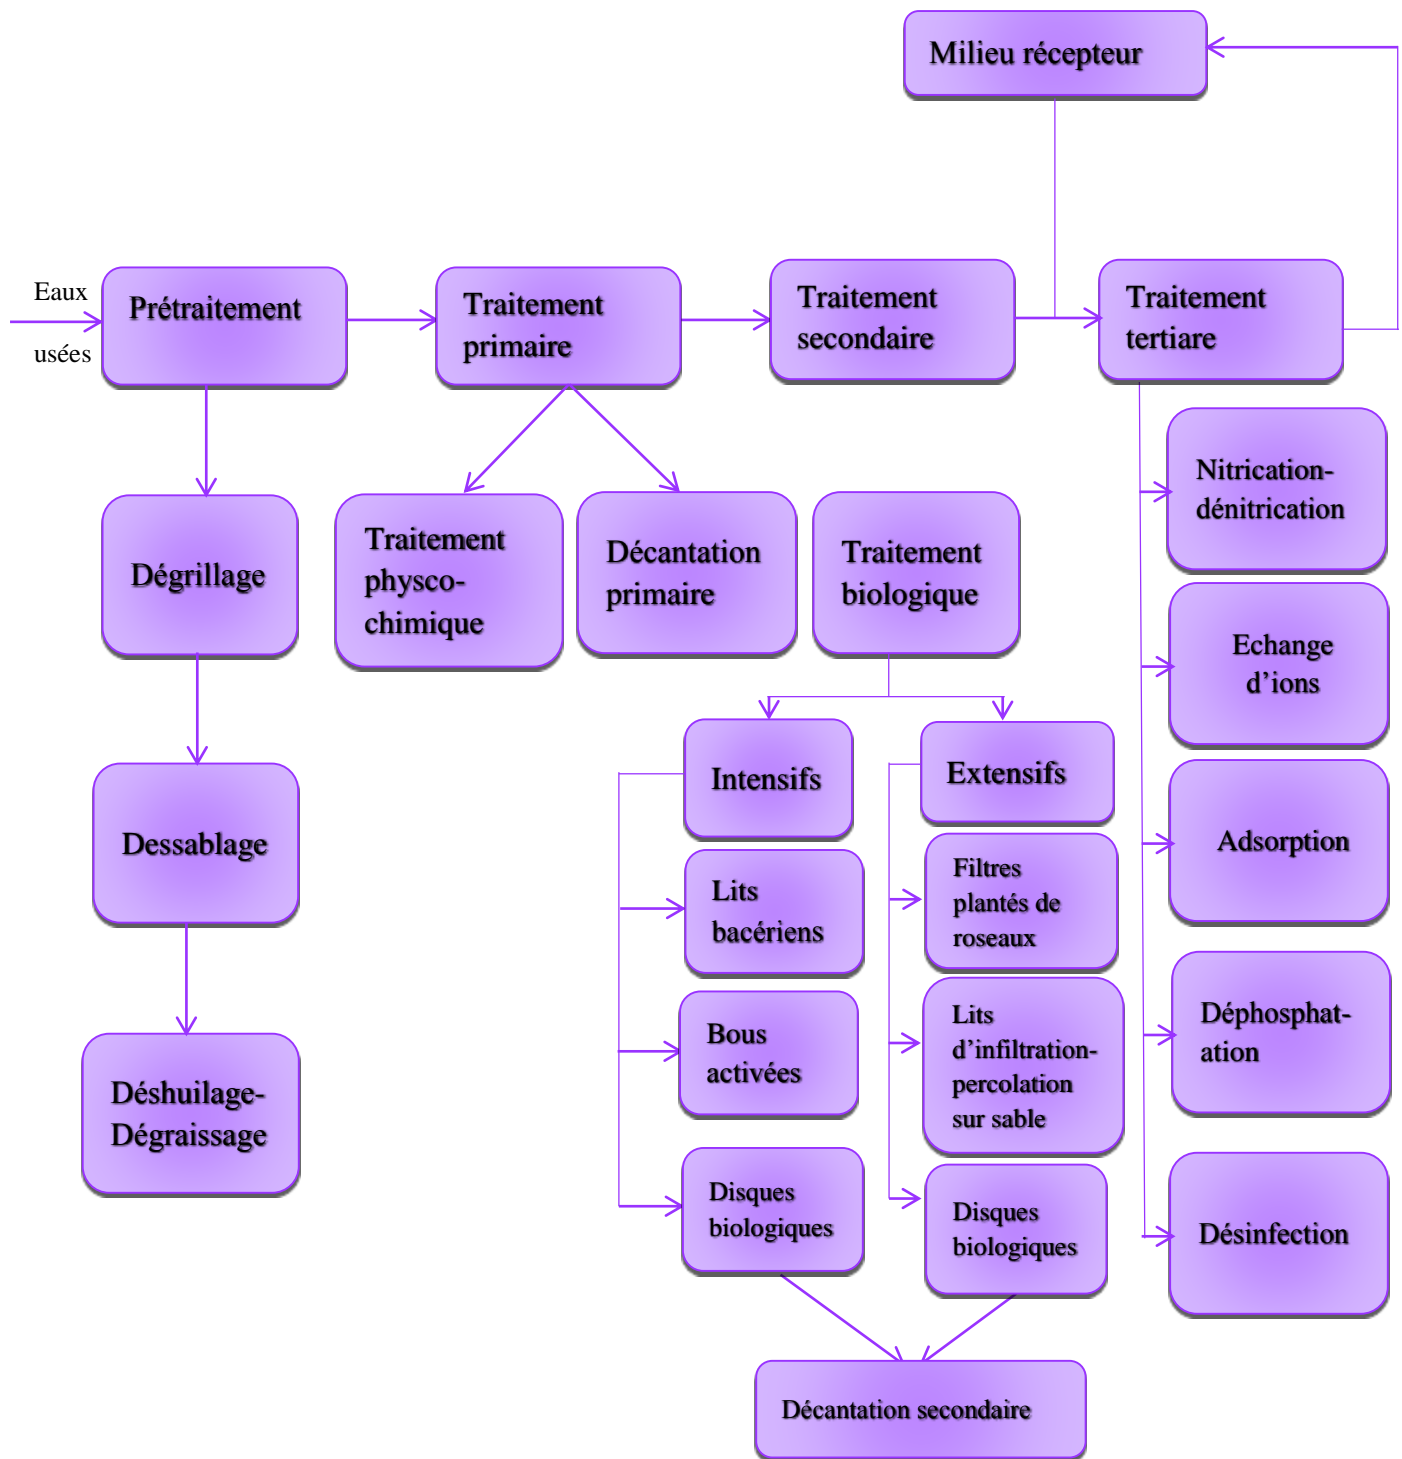 Milieu récepteur
Eaux
usées
Prétraitement
Traitement
primaire
Traitement
secondaire
Traitement
tertiare
Dégrillage
Dessablage
Déshuilage-
Dégraissage
Traitement
physco-
chimique
Décantation
primaire
Traitement
biologique
Intensifs
Lits
bacériens
Bous
activées
Disques
biologiques
Extensifs
Filtres
plantés de
roseaux
Lits
d’infiltration-
percolation
sur sable
Disques
biologiques
Décantation secondaire
Nitrication-
dénitrication
Echange
d’ions
Adsorption
Déphosphat-
ation
Désinfection